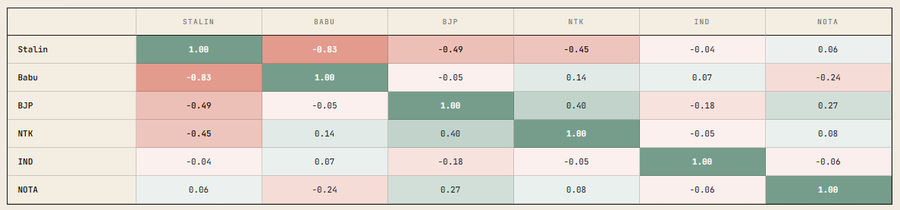 STALIN BABU BJP NTK IND NOTA
Stalin 1.00 -0.83 -0.49 -0.45 -0.04 0.06
Babu -0.83 1.00 -0.05 0.14 0.07 -0.24
BJP -0.49 -0.05 1.00 0.40 -0.18 0.27
NTK -0.45 0.14 0.40 1.00 -0.05 0.08
IND -0.04 0.07 -0.18 -0.05 1.00 -0.06
NOTA 0.06 -0.24 0.27 0.08 -0.06 1.00